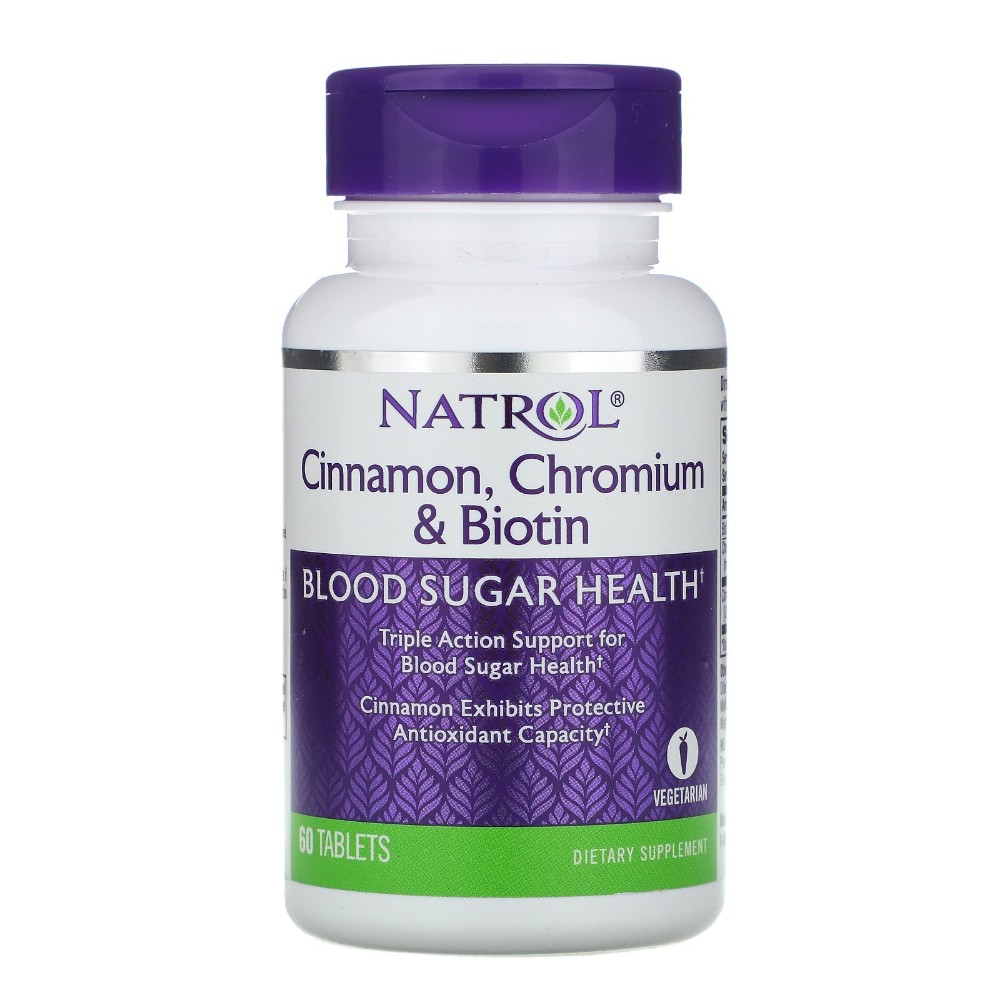 NATROL®
Cinnamon, Chromium
& Biotin
BLOOD SUGAR HEALTH†
Triple Action Support for
Blood Sugar Health†
Cinnamon Exhibits Protective
Antioxidant Capacity†
VEGETARIAN
60 TABLETS
DIETARY SUPPLEMENT